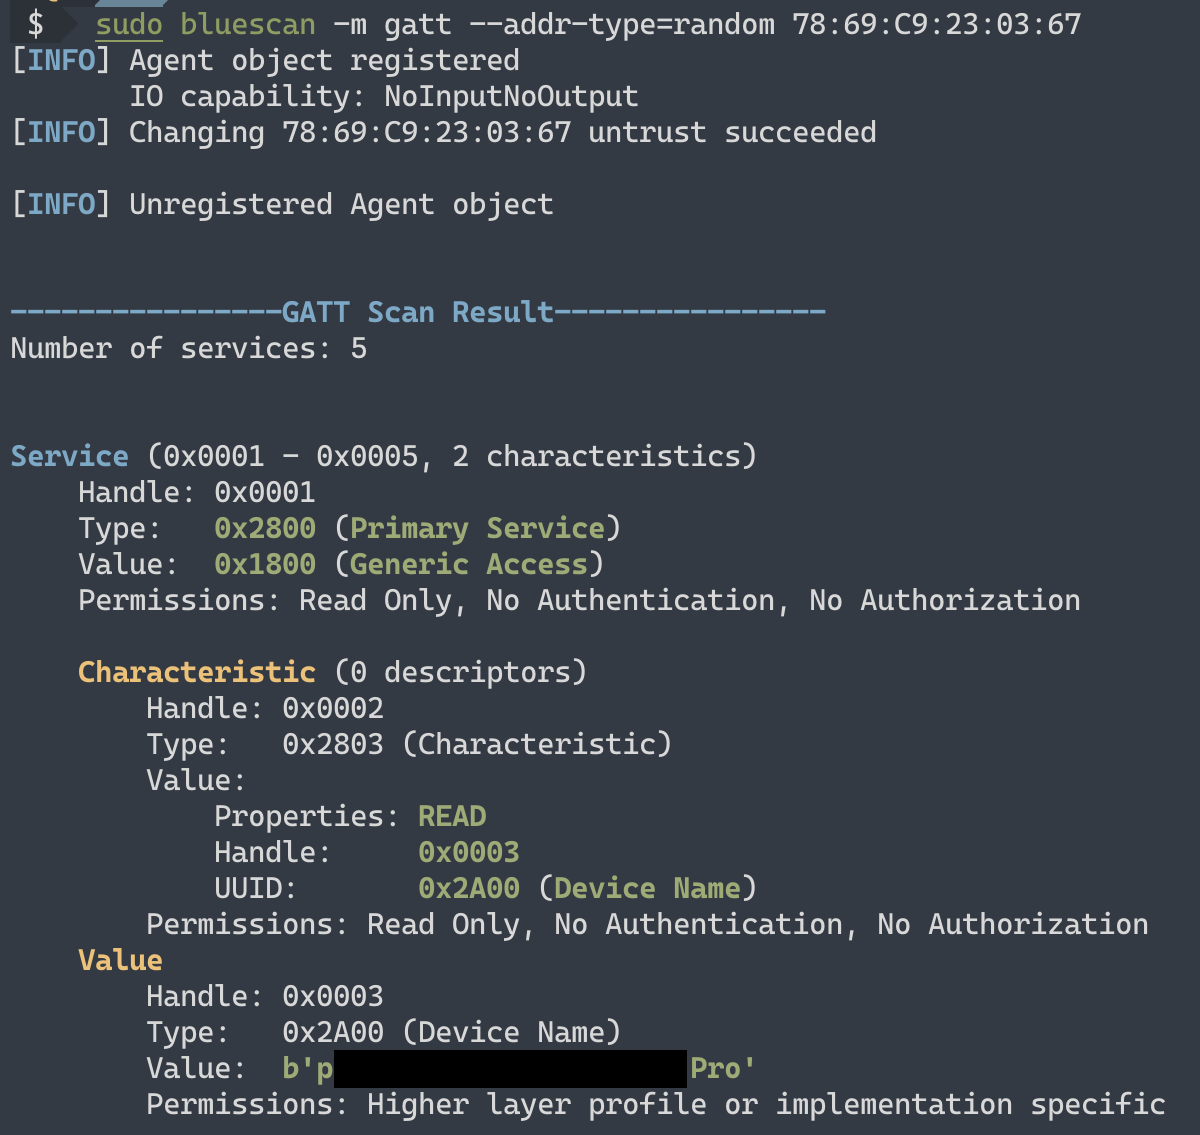 $ sudo bluescan -m gatt --addr-type=random 78:69:C9:23:03:67
[INFO] Agent object registered
       IO capability: NoInputNoOutput
[INFO] Changing 78:69:C9:23:03:67 untrust succeeded
[INFO] Unregistered Agent object
----------------GATT Scan Result----------------
Number of services: 5
Service (0x0001 - 0x0005, 2 characteristics)
    Handle: 0x0001
    Type:   0x2800 (Primary Service)
    Value:  0x1800 (Generic Access)
    Permissions: Read Only, No Authentication, No Authorization
    Characteristic (0 descriptors)
        Handle: 0x0002
        Type:   0x2803 (Characteristic)
        Value:
            Properties: READ
            Handle:     0x0003
            UUID:       0x2A00 (Device Name)
        Permissions: Read Only, No Authentication, No Authorization
    Value
        Handle: 0x0003
        Type:   0x2A00 (Device Name)
        Value:  b'p Pro'
        Permissions: Higher layer profile or implementation specific